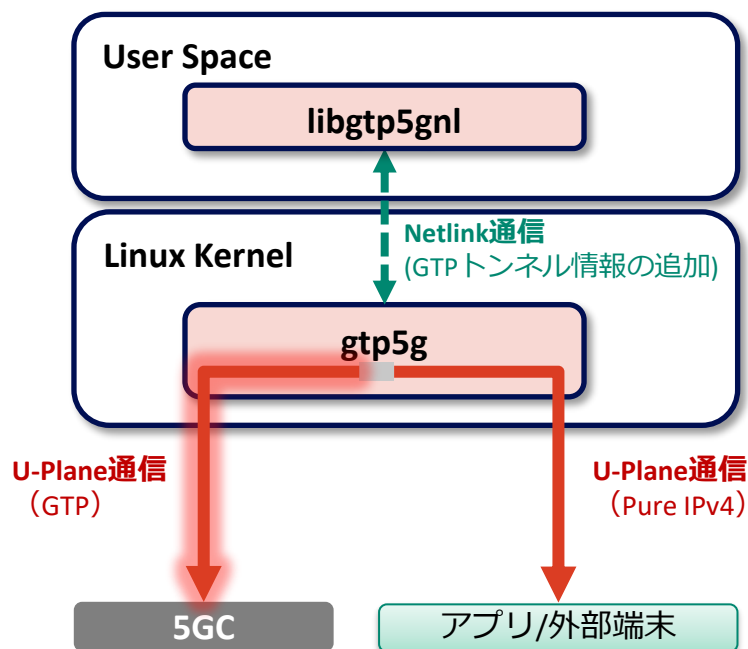 User Space
libgtp5gnl
Netlink通信
(GTPトンネル情報の追加)
Linux Kernel
gtp5g
U-Plane通信
（GTP）
U-Plane通信
（Pure IPv4）
5GC
アプリ/外部端末